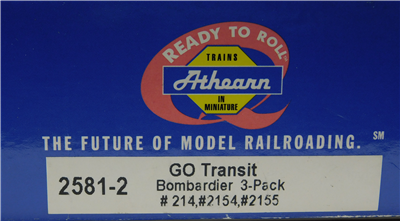 READY TO ROLL
TRAINS
Athearn
IN
MINIATURE
THE FUTURE OF MODEL RAILROADING. SM
2581-2
GO Transit
Bombardier 3-Pack
# 214,#2154,#2155